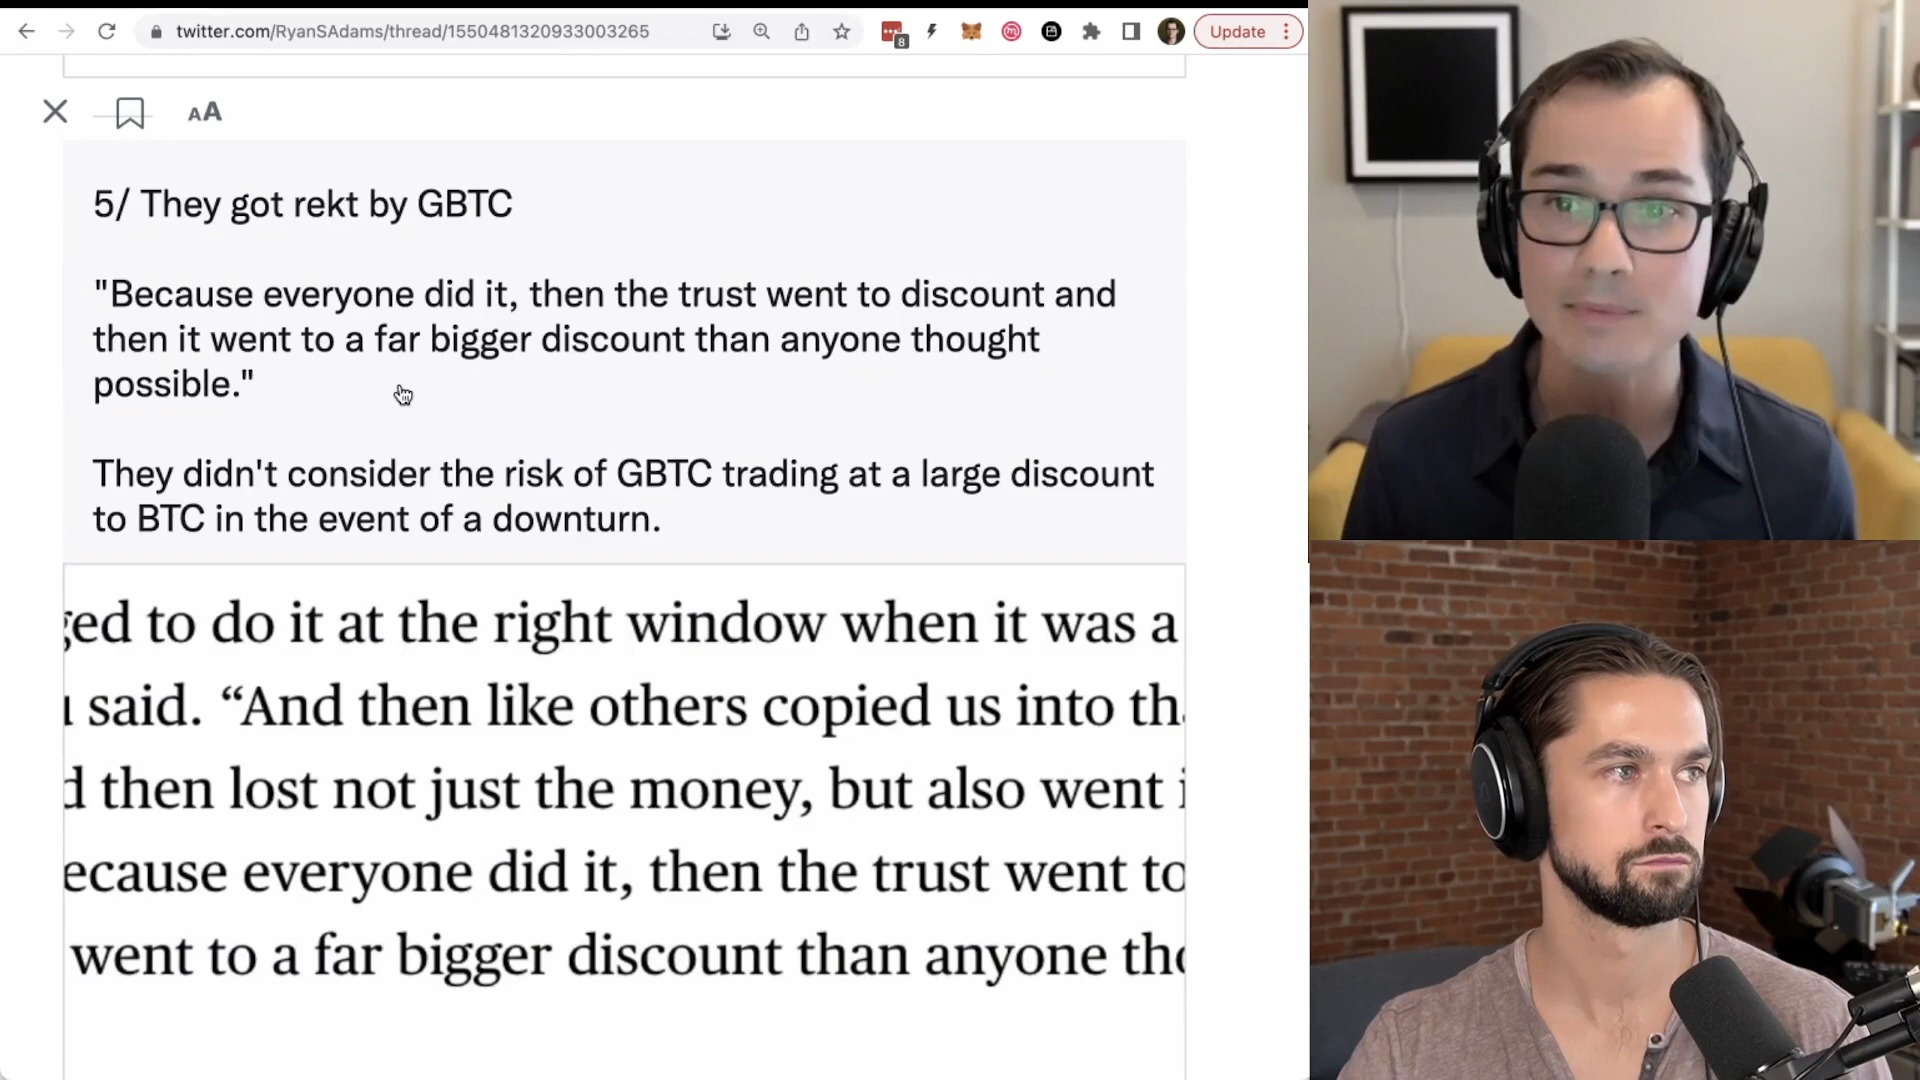 twitter.com/RyanSAdams/thread/1550481320933003265
8
Update
AA
5/ They got rekt by GBTC
"Because everyone did it, then the trust went to discount and
then it went to a far bigger discount than anyone thought
possible."
They didn't consider the risk of GBTC trading at a large discount
to BTC in the event of a downturn.
ged to do it at the right window when it was a
said. “And then like others copied us into tha
d then lost not just the money, but also went i
ecause everyone did it, then the trust went to
went to a far bigger discount than anyone tho